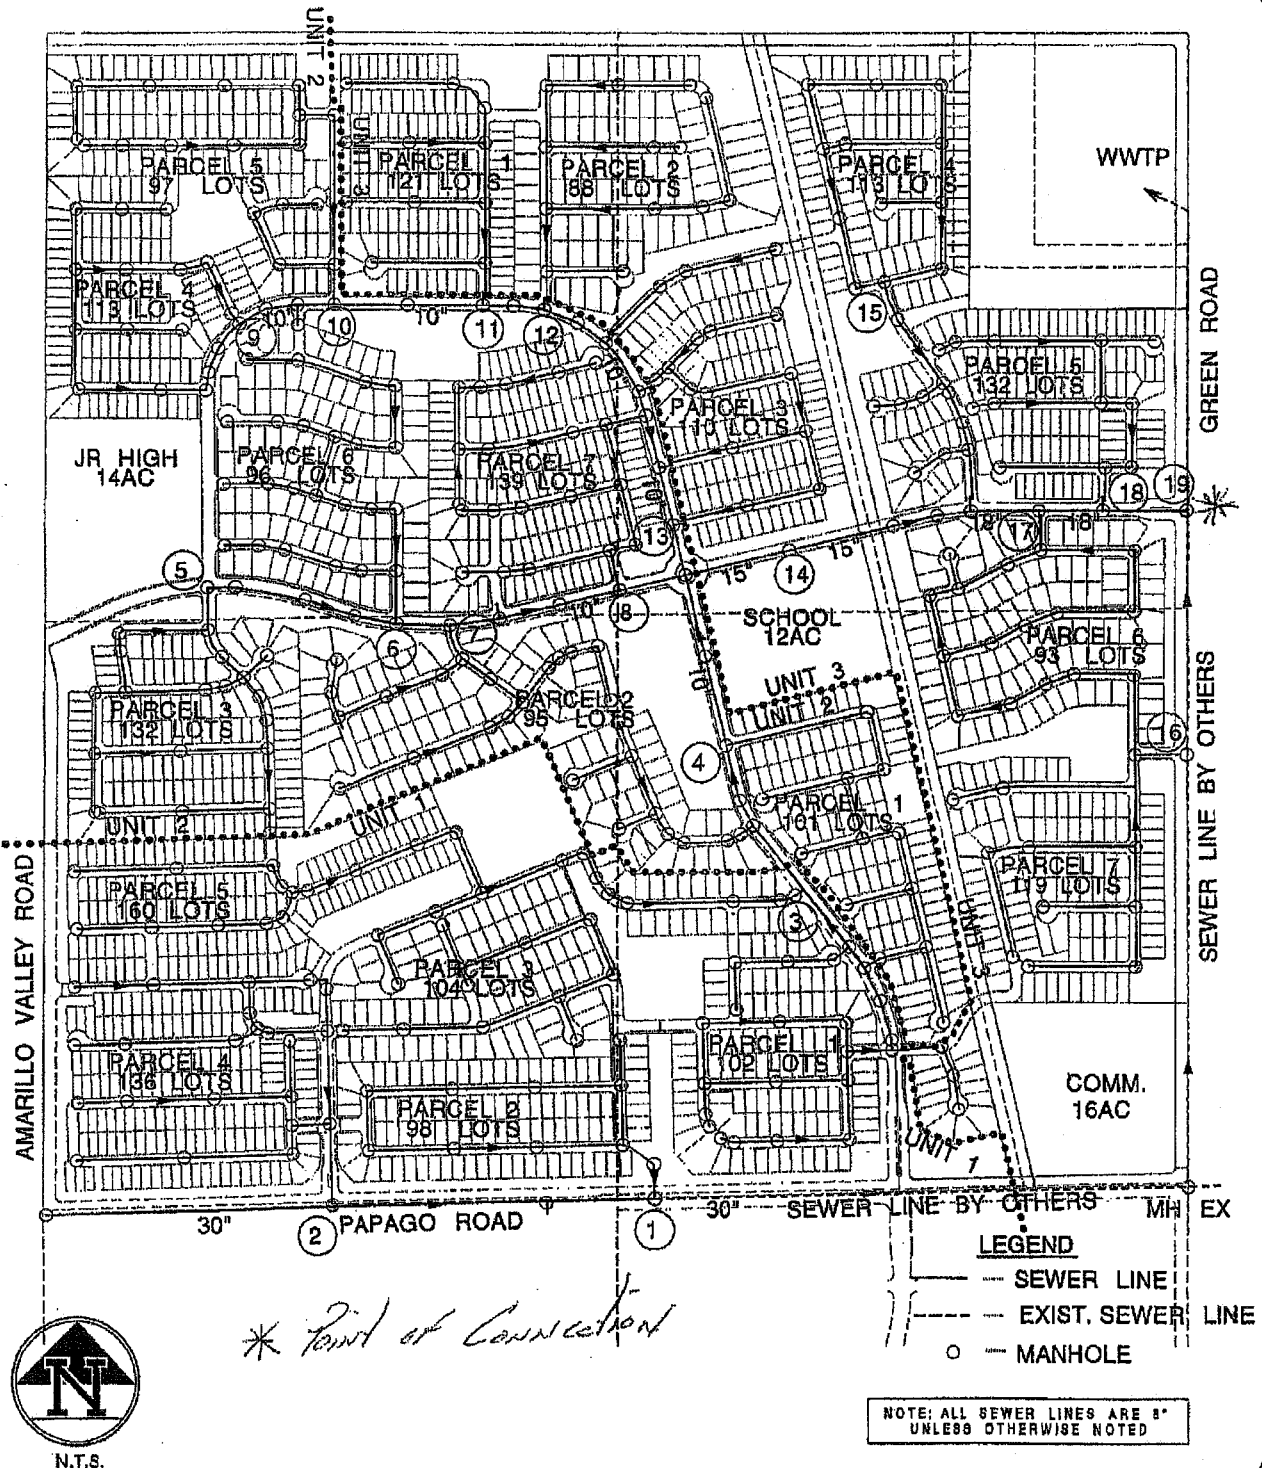 UNIT 2
UNIT 3
PARCEL 5
97 LOTS
PARCEL 1
121 LOTS
PARCEL 2
88 LOTS
PARCEL 4
113 LOTS
WWTP
GREEN ROAD
PARCEL 4
113 LOTS
9
10"
10
10"
11
12
15
PARCEL 5
132 LOTS
PARCEL 3
110 LOTS
JR HIGH
14AC
PARCEL 6
96 LOTS
PARCEL 7
139 LOTS
10"
10"
13
18
19
18"
17
18"
15"
14
15"
5
SCHOOL
12AC
10"
8
6
7
PARCEL 6
93 LOTS
10"
UNIT 3
UNIT 2
PARCEL 3
132 LOTS
PARCEL 2
95 LOTS
16
4
SEWER LINE BY OTHERS
PARCEL 1
101 LOTS
UNIT 2
UNIT 1
AMARILLO VALLEY ROAD
PARCEL 5
160 LOTS
PARCEL 7
119 LOTS
3
UNIT 3
PARCEL 3
104 LOTS
PARCEL 4
136 LOTS
PARCEL 1
102 LOTS
PARCEL 2
98 LOTS
COMM.
16AC
UNIT 1
30"
2
PAPAGO ROAD
1
30"
SEWER LINE BY OTHERS
MH EX
LEGEND
SEWER LINE
EXIST. SEWER LINE
MANHOLE
* Point of Connection
N
N.T.S.
NOTE: ALL SEWER LINES ARE 8"
UNLESS OTHERWISE NOTED